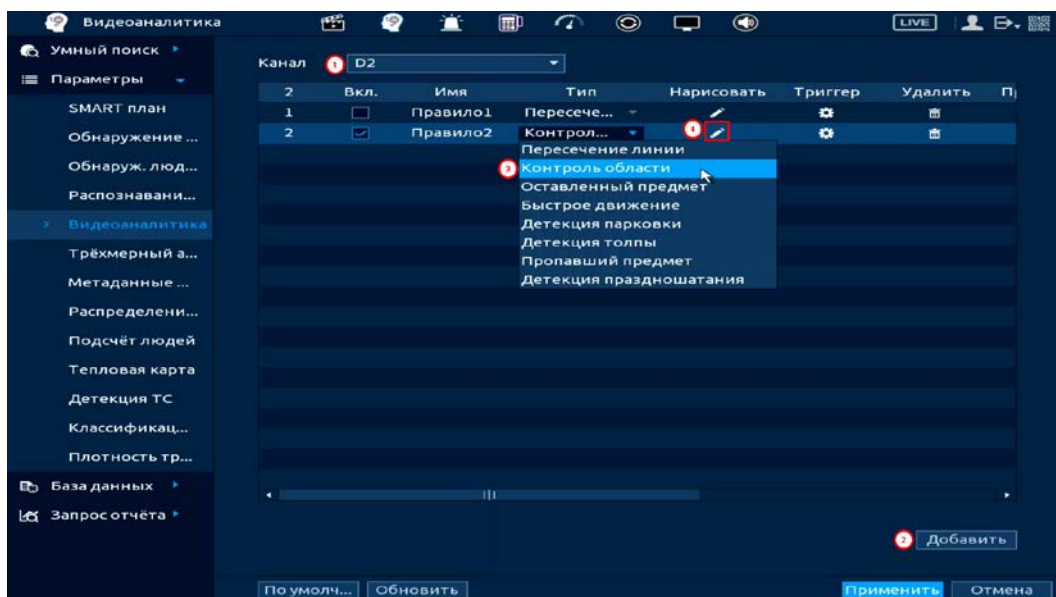 Видеоаналитика
LIVE
Умный поиск
Параметры
SMART план
Обнаружение ...
Обнаруж. люд...
Распознавани...
Видеоаналитика
Трёхмерный а...
Метаданные ...
Распределени...
Подсчёт людей
Тепловая карта
Детекция ТС
Классификац...
Плотность тр...
База данных
Запрос отчёта
Канал 1 D2
2 Вкл. Имя Тип Нарисовать Триггер Удалить П
1 Правило1 Пересече...
2 Правило2 Контрол... 4
Пересечение линии
3 Контроль области
Оставленный предмет
Быстрое движение
Детекция парковки
Детекция толпы
Пропавший предмет
Детекция праздношатания
2 Добавить
По умолч... Обновить Применить Отмена